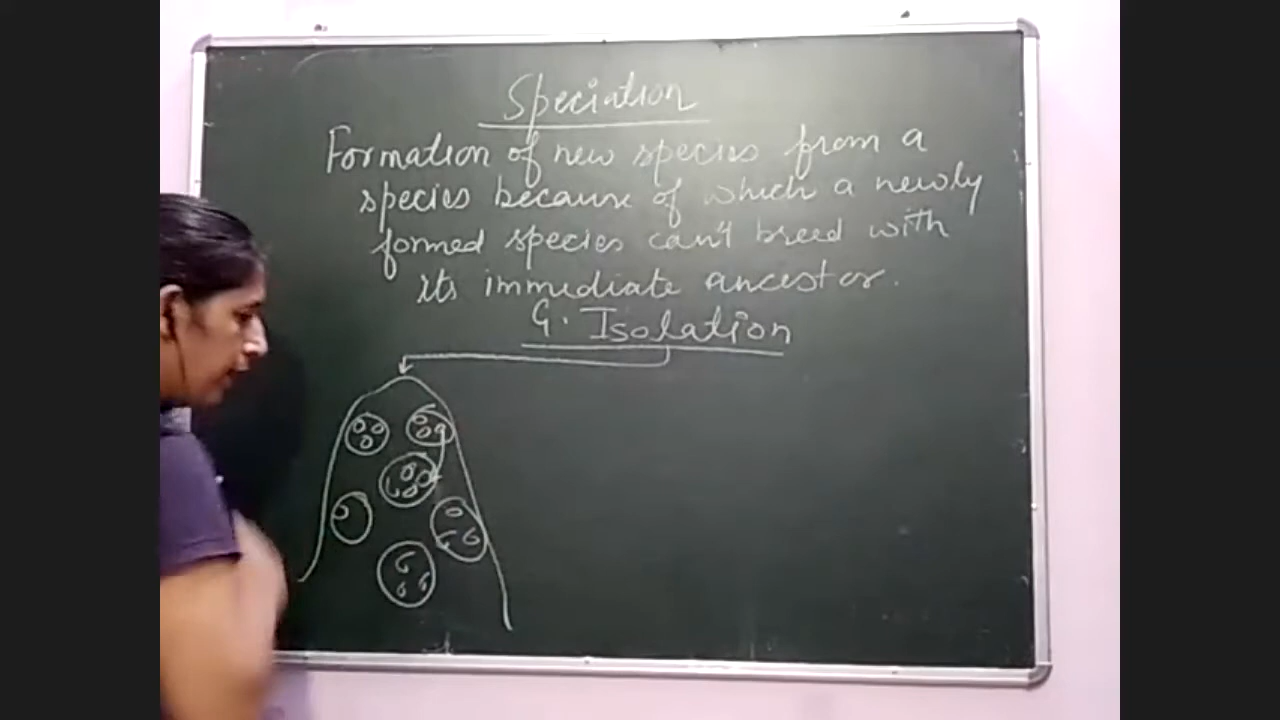 Speciation
Formation of new species from a
species because of which a newly
formed species can't breed with
its immediate ancestor.
G. Isolation